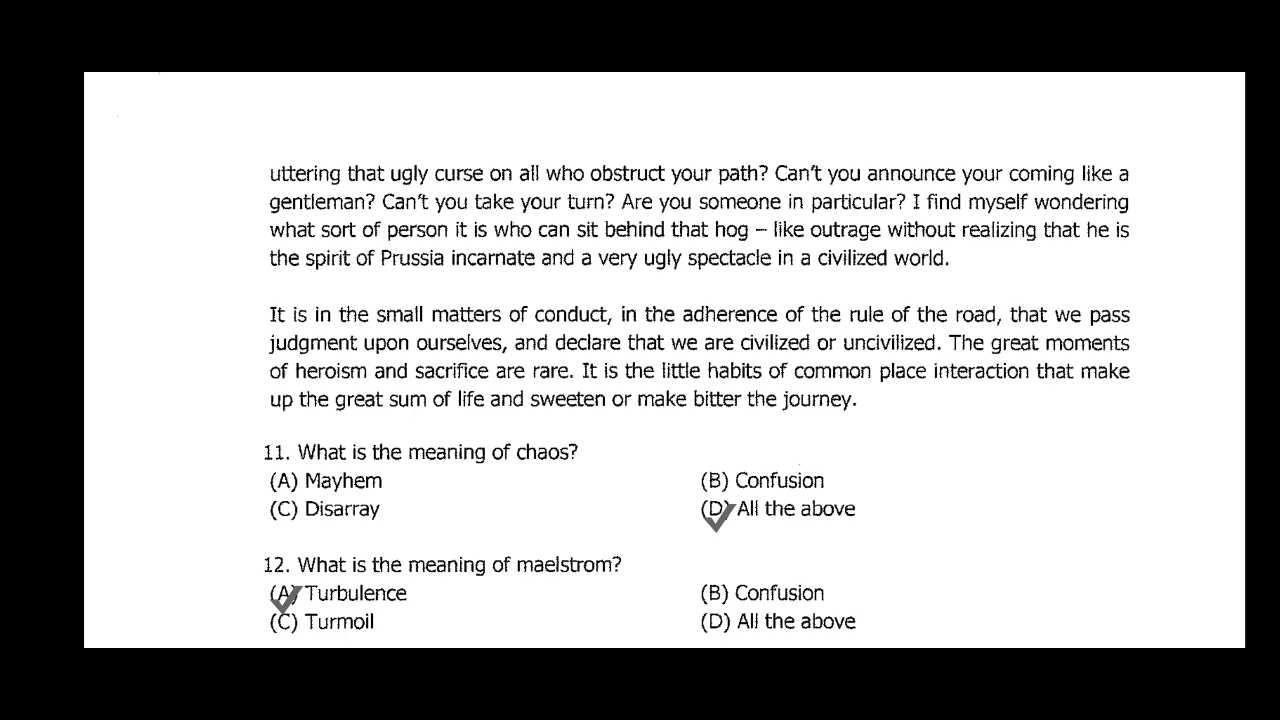 uttering that ugly curse on all who obstruct your path? Can't you announce your coming like a
gentleman? Can't you take your turn? Are you someone in particular? I find myself wondering
what sort of person it is who can sit behind that hog – like outrage without realizing that he is
the spirit of Prussia incarnate and a very ugly spectacle in a civilized world.
It is in the small matters of conduct, in the adherence of the rule of the road, that we pass
judgment upon ourselves, and declare that we are civilized or uncivilized. The great moments
of heroism and sacrifice are rare. It is the little habits of common place interaction that make
up the great sum of life and sweeten or make bitter the journey.
11. What is the meaning of chaos?
(A) Mayhem (B) Confusion
(C) Disarray (D) All the above
12. What is the meaning of maelstrom?
(A) Turbulence (B) Confusion
(C) Turmoil (D) All the above